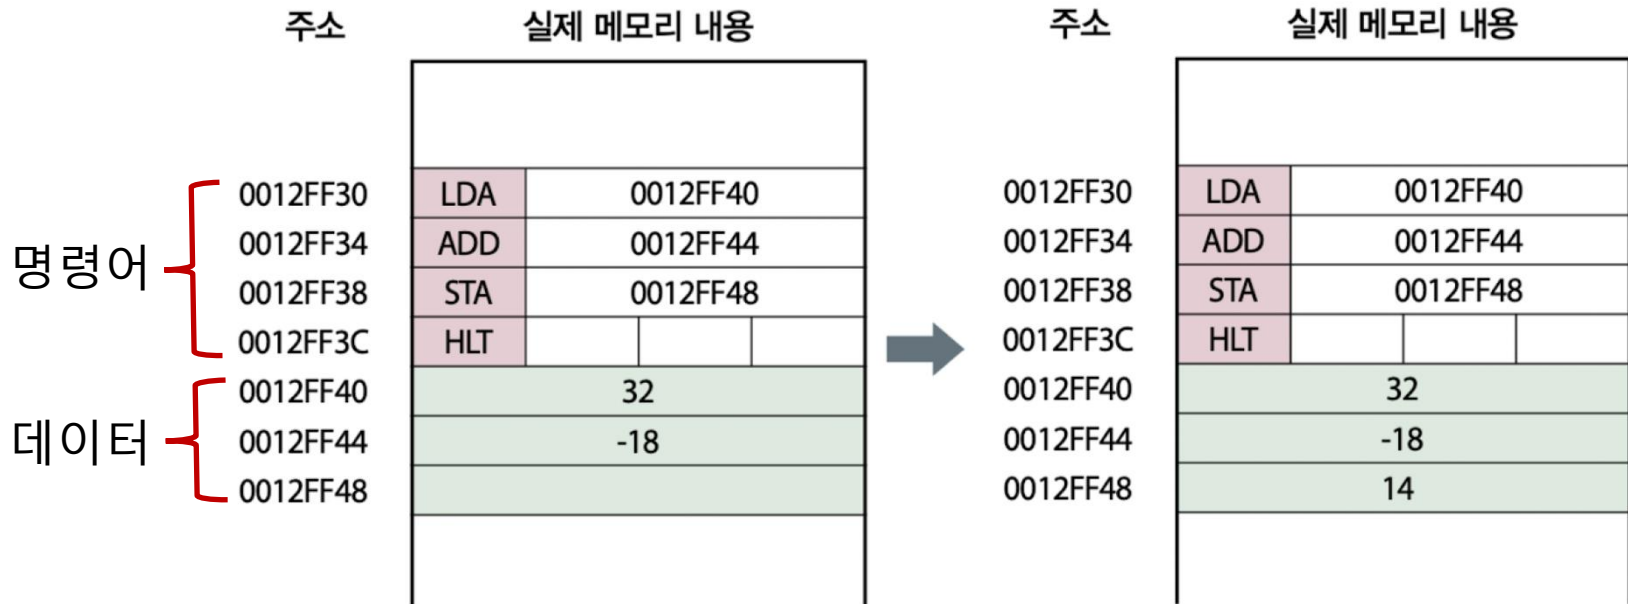 주소 실제 메모리 내용 주소 실제 메모리 내용
0012FF30 LDA 0012FF40 0012FF30 LDA 0012FF40
0012FF34 ADD 0012FF44 0012FF34 ADD 0012FF44
명령어
0012FF38 STA 0012FF48 0012FF38 STA 0012FF48
0012FF3C HLT 0012FF3C HLT
0012FF40 32 0012FF40 32
데이터
0012FF44 -18 0012FF44 -18
0012FF48 0012FF48 14